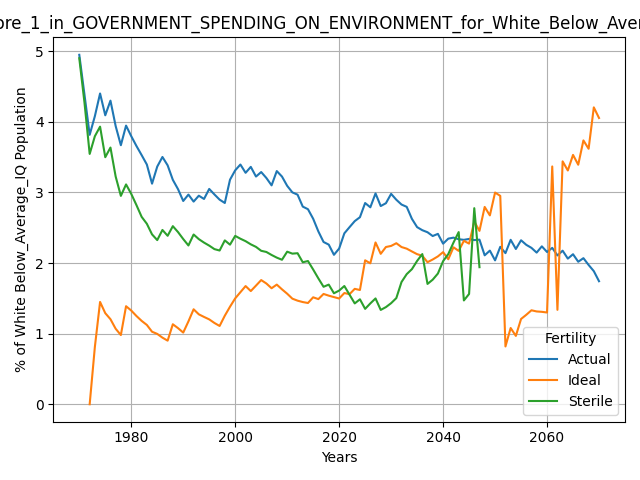 ore_1_in_GOVERNMENT_SPENDING_ON_ENVIRONMENT_for_White_Below_Aver
% of White Below_Average_IQ Population
5
4
3
2
1
0
1980 2000 2020 2040 2060
Years
Fertility
Actual
Ideal
Sterile